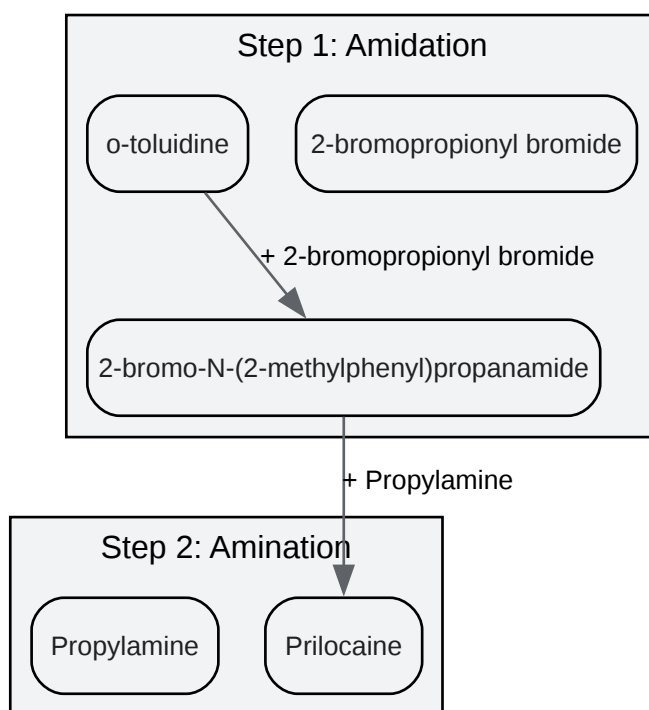 Step 1: Amidation
o-toluidine
2-bromopropionyl bromide
+ 2-bromopropionyl bromide
2-bromo-N-(2-methylphenyl)propanamide
+ Propylamine
Step 2: Amination
Propylamine
Prilocaine